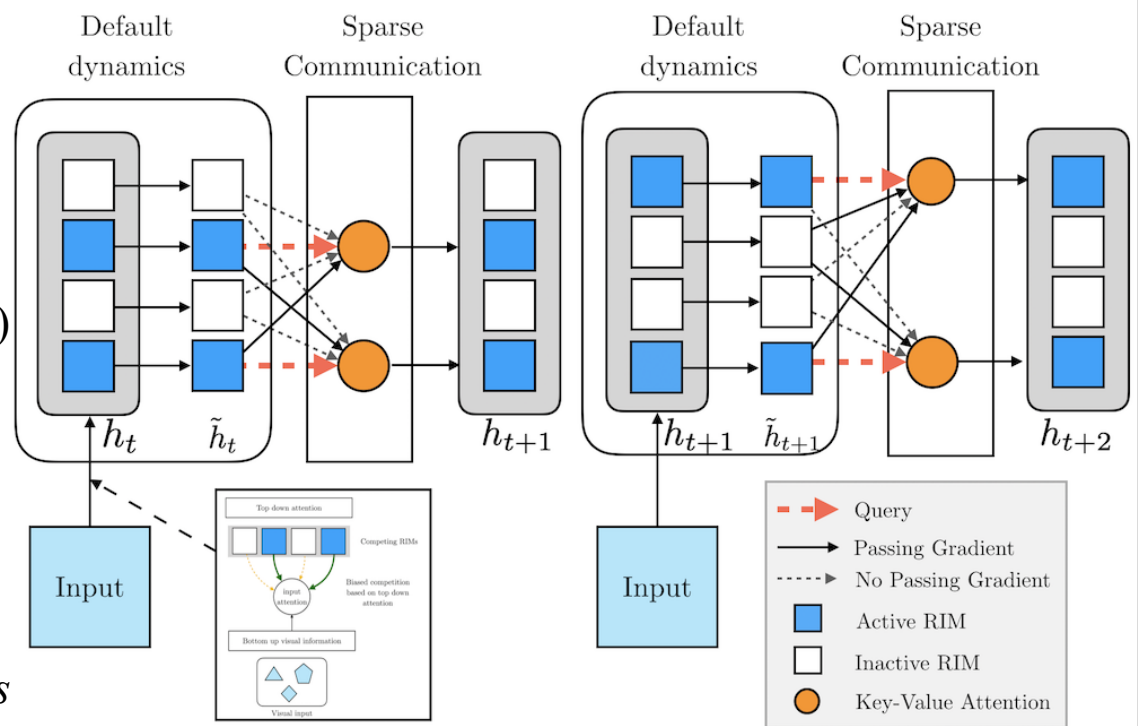 Default
dynamics
Sparse
Communication
Default
dynamics
Sparse
Communication
)
h_t
h̃_t
h_{t+1}
h_{t+1}
h̃_{t+1}
h_{t+2}
Input
Top down attention
Competing RIMs
input
attention
Biased competition
based on top down
attention
Bottom up visual information
Visual input
Input
Query
Passing Gradient
No Passing Gradient
Active RIM
Inactive RIM
Key-Value Attention
s